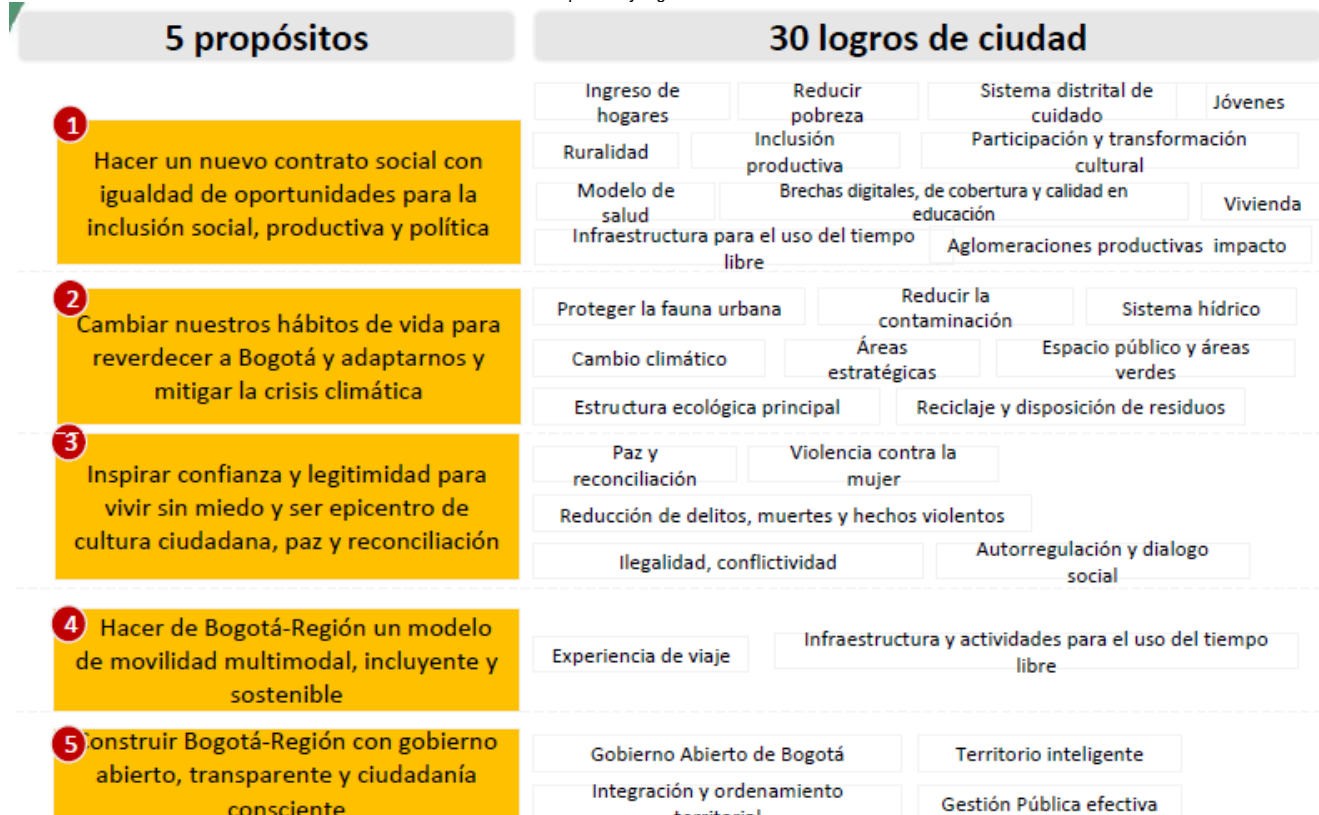 5 propósitos
30 logros de ciudad
1
Hacer un nuevo contrato social con
igualdad de oportunidades para la
inclusión social, productiva y política
Ingreso de
hogares
Reducir
pobreza
Sistema distrital de
cuidado
Jóvenes
Ruralidad
Inclusión
productiva
Participación y transformación
cultural
Modelo de
salud
Brechas digitales, de cobertura y calidad en
educación
Vivienda
Infraestructura para el uso del tiempo
libre
Aglomeraciones productivas impacto
2
Cambiar nuestros hábitos de vida para
reverdecer a Bogotá y adaptarnos y
mitigar la crisis climática
Proteger la fauna urbana
Reducir la
contaminación
Sistema hídrico
Cambio climático
Áreas
estratégicas
Espacio público y áreas
verdes
Estructura ecológica principal
Reciclaje y disposición de residuos
3
Inspirar confianza y legitimidad para
vivir sin miedo y ser epicentro de
cultura ciudadana, paz y reconciliación
Paz y
reconciliación
Violencia contra la
mujer
Reducción de delitos, muertes y hechos violentos
Ilegalidad, conflictividad
Autorregulación y dialogo
social
4
Hacer de Bogotá-Región un modelo
de movilidad multimodal, incluyente y
sostenible
Experiencia de viaje
Infraestructura y actividades para el uso del tiempo
libre
5
onstruir Bogotá-Región con gobierno
abierto, transparente y ciudadanía
consciente
Gobierno Abierto de Bogotá
Territorio inteligente
Integración y ordenamiento
territorial
Gestión Pública efectiva